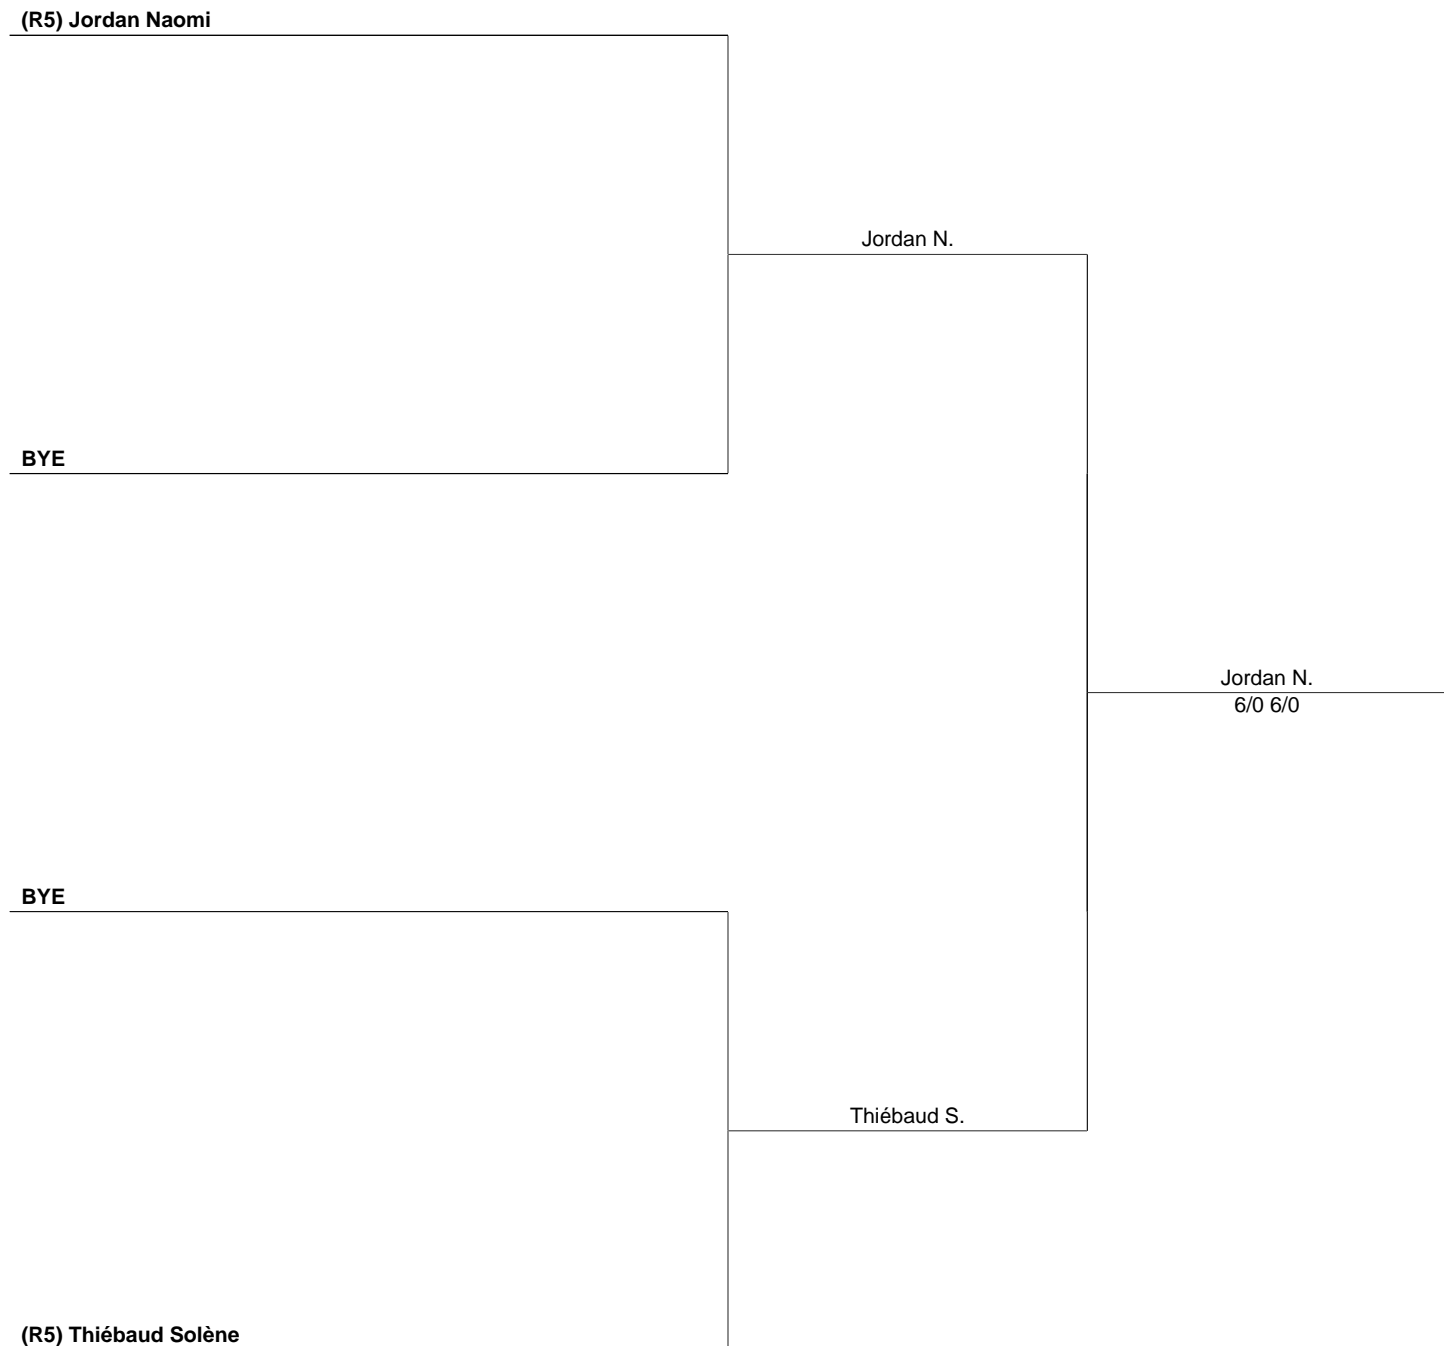 (R5) Jordan Naomi
Jordan N.
BYE
Jordan N.
6/0 6/0
BYE
Thiébaud S.
(R5) Thiébaud Solène